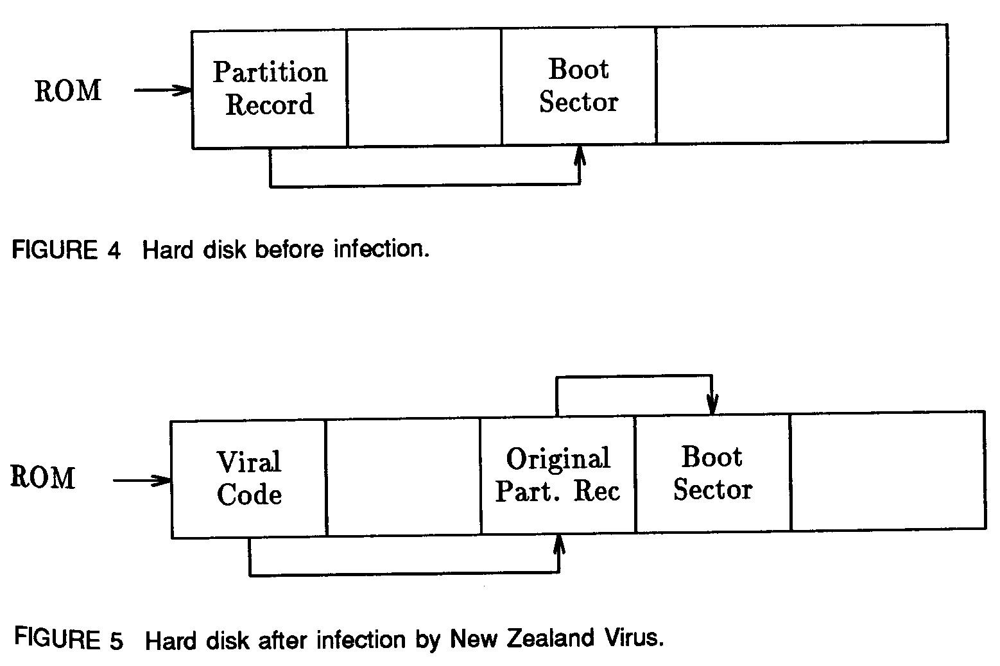 ROM
Partition
Record
Boot
Sector
FIGURE 4 Hard disk before infection.
ROM
Viral
Code
Original
Part. Rec
Boot
Sector
FIGURE 5 Hard disk after infection by New Zealand Virus.